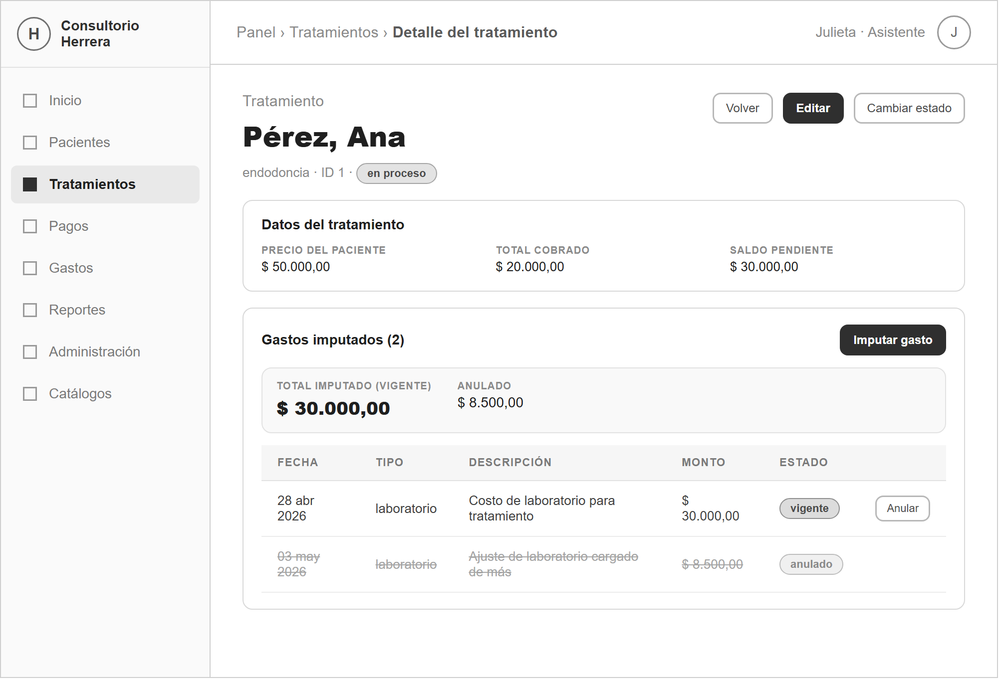 H
Consultorio
Herrera
Inicio
Pacientes
Tratamientos
Pagos
Gastos
Reportes
Administración
Catálogos
Panel › Tratamientos › Detalle del tratamiento
Julieta · Asistente
J
Tratamiento
Volver
Editar
Cambiar estado
Pérez, Ana
endodoncia · ID 1 · en proceso
Datos del tratamiento
PRECIO DEL PACIENTE
$ 50.000,00
TOTAL COBRADO
$ 20.000,00
SALDO PENDIENTE
$ 30.000,00
Gastos imputados (2)
Imputar gasto
TOTAL IMPUTADO (VIGENTE)
$ 30.000,00
ANULADO
$ 8.500,00
FECHA TIPO DESCRIPCIÓN MONTO ESTADO
28 abr
2026
laboratorio
Costo de laboratorio para
tratamiento
$
30.000,00
vigente
Anular
03 may
2026
laboratorio
Ajuste de laboratorio cargado
de más
$ 8.500,00
anulado